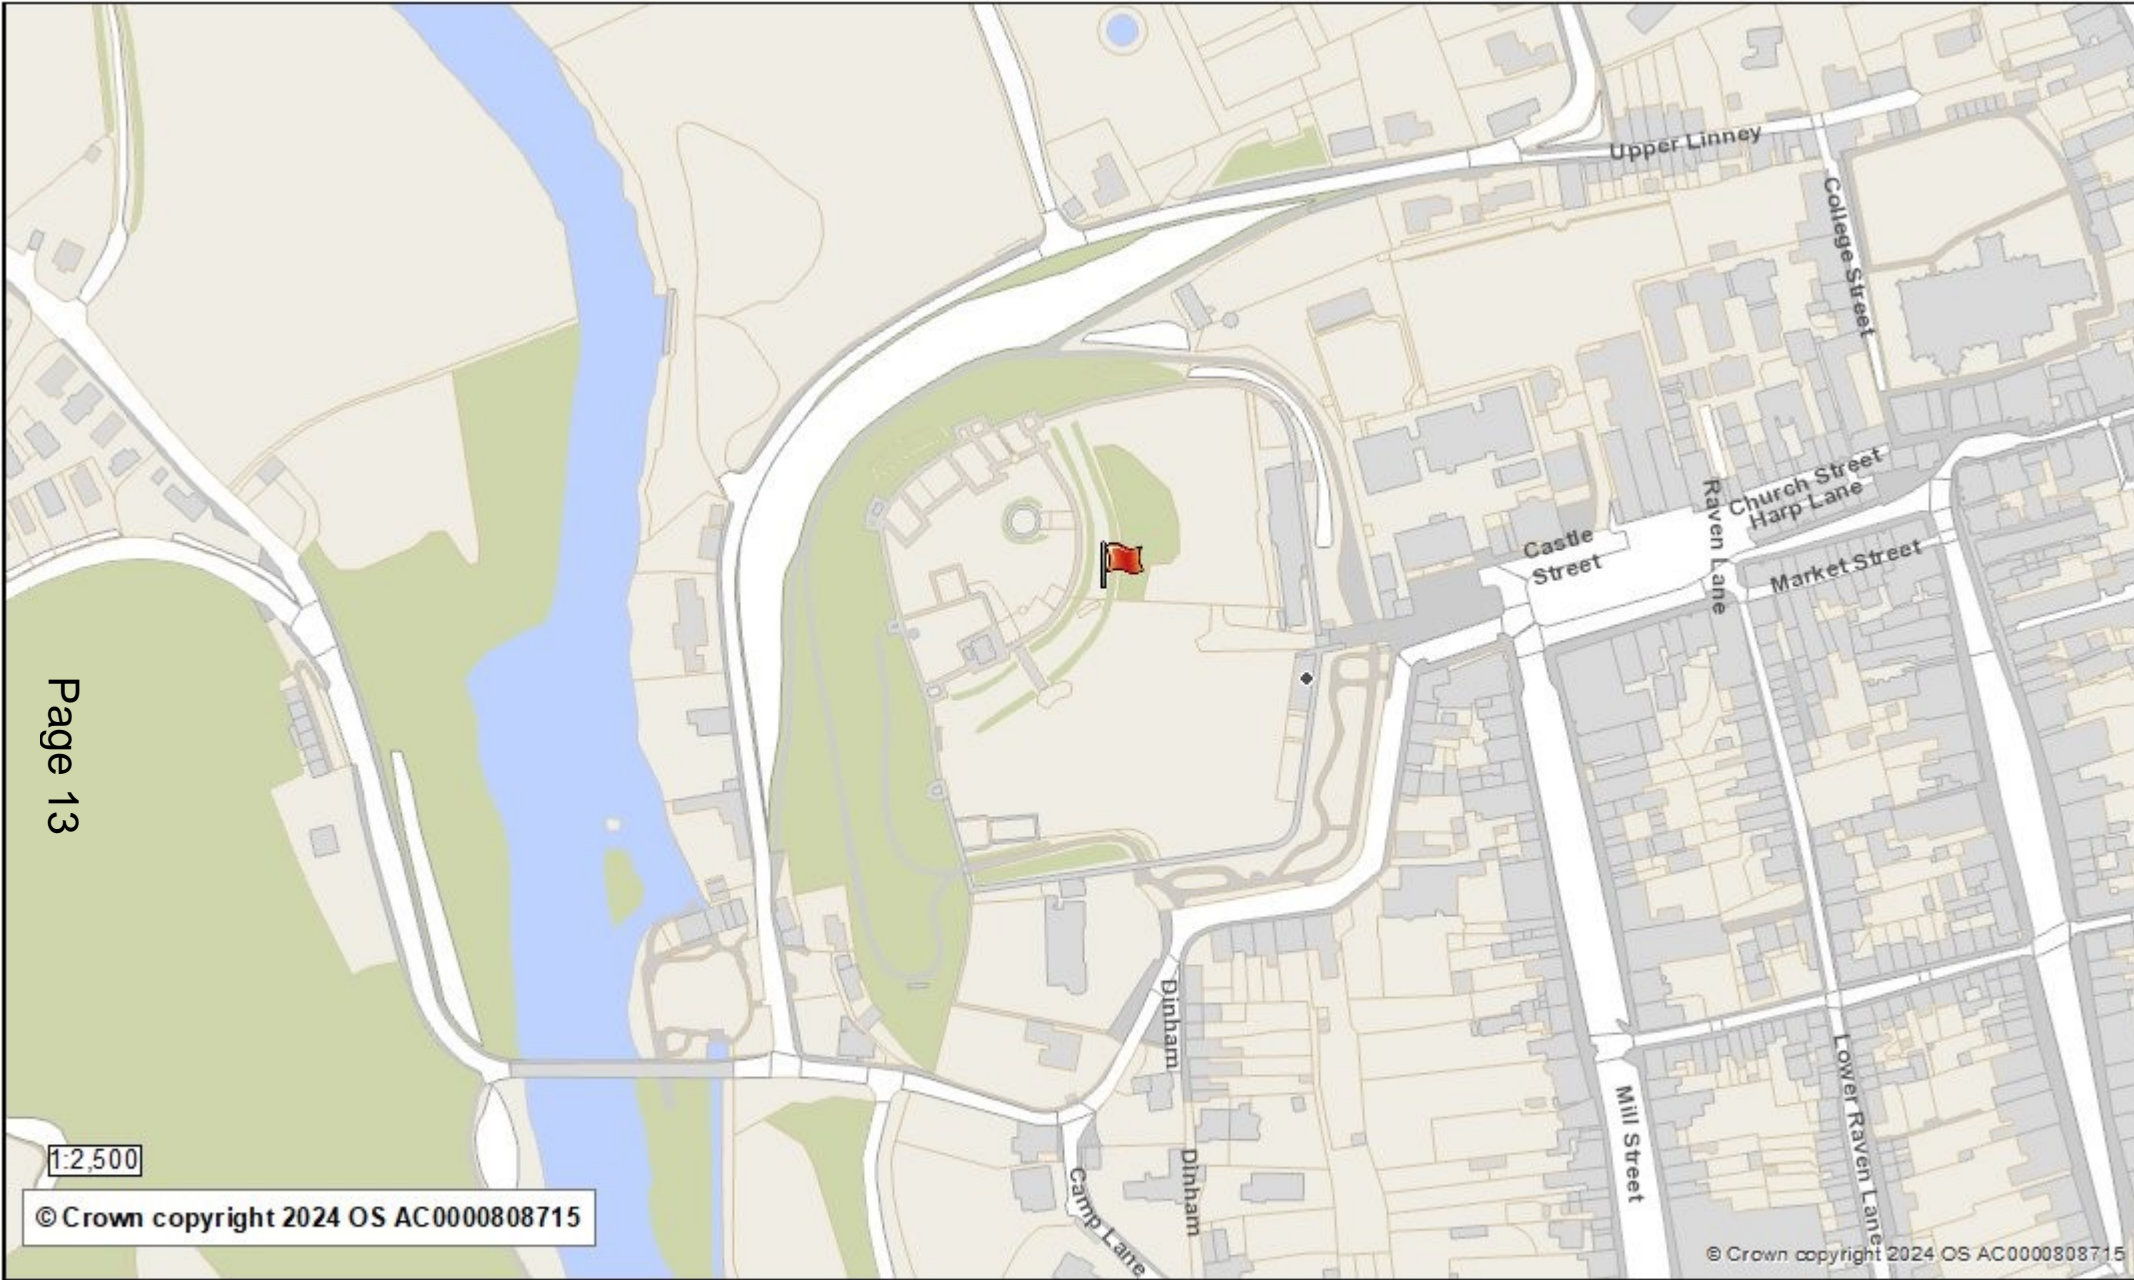 Upper Linney
College Street
Church Street
Harp Lane
Raven Lane
Castle
Street
Market Street
Page 13
Dinham
Mill Street
Lower Raven Lane
Dinham
Camp Lane
1:2,500
© Crown copyright 2024 OS AC0000808715
© Crown copyright 2024 OS AC0000808715